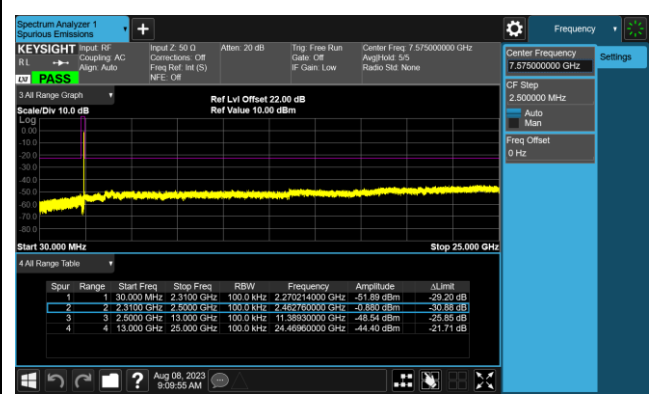 Spectrum Analyzer 1
Spurious Emissions
Frequency
KEYSIGHT
RL
LXI
PASS
Input: RF
Coupling: AC
Align: Auto
Input Z: 50 Ω
Corrections: Off
Freq Ref: Int (S)
NFE: Off
Atten: 20 dB
Trig: Free Run
Gate: Off
IF Gain: Low
Center Freq: 7.575000000 GHz
Avg|Hold: 5/5
Radio Std: None
Center Frequency
7.575000000 GHz
Settings
CF Step
2.500000 MHz
Auto
Man
Freq Offset
0 Hz
3 All Range Graph
Scale/Div 10.0 dB
Ref Lvl Offset 22.00 dB
Ref Value 10.00 dBm
Log
0.00
-10.0
-20.0
-30.0
-40.0
-50.0
-60.0
-70.0
-80.0
Start 30.000 MHz
Stop 25.000 GHz
4 All Range Table
Spur Range Start Freq Stop Freq RBW Frequency Amplitude ΔLimit
1 1 30.000 MHz 2.3100 GHz 100.0 kHz 2.270214000 GHz -51.89 dBm -29.20 dB
2 2 2.3100 GHz 2.5000 GHz 100.0 kHz 2.462760000 GHz -0.880 dBm -30.88 dB
3 3 2.5000 GHz 13.000 GHz 100.0 kHz 11.38930000 GHz -48.54 dBm -25.85 dB
4 4 13.000 GHz 25.000 GHz 100.0 kHz 24.46960000 GHz -44.40 dBm -21.71 dB
?
Aug 08, 2023
9:09:55 AM